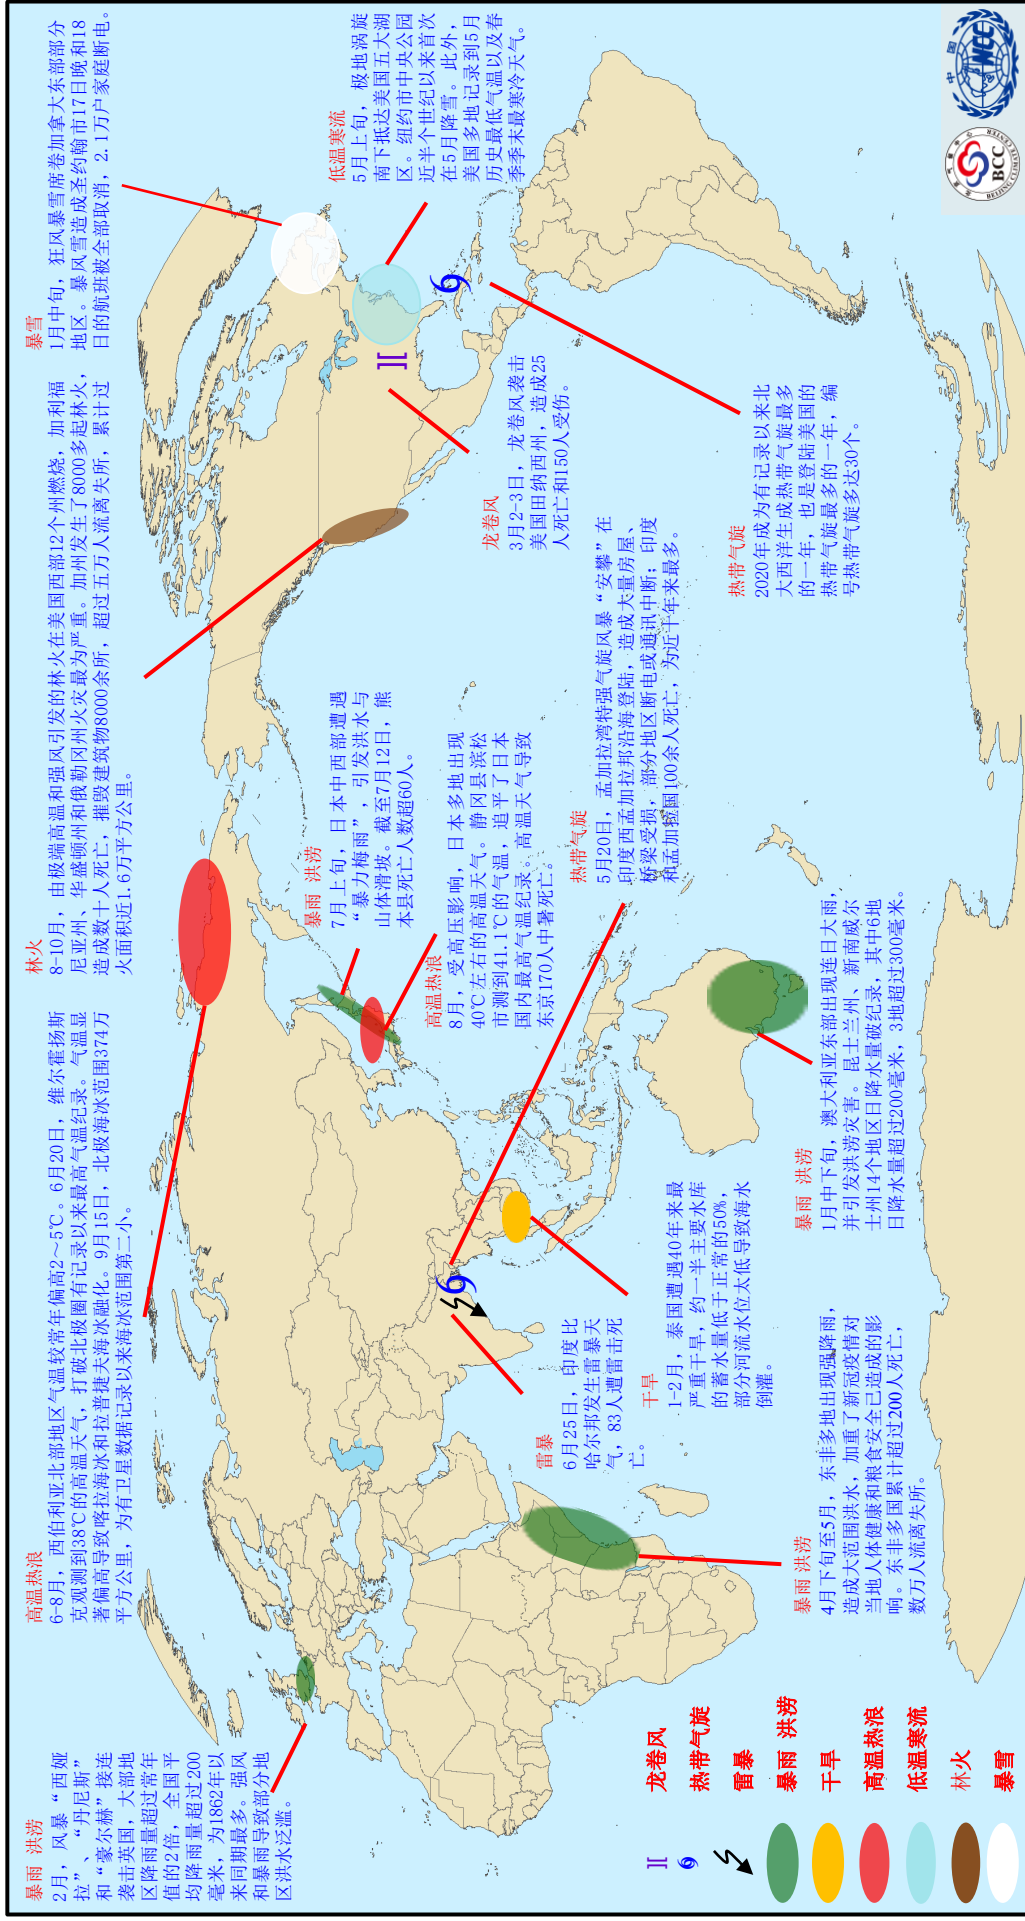 暴雨 洪涝
2月，风暴“西娅
拉”、“丹尼斯”
和“豪尔赫”接连
袭击英国，大部地
区降雨量超过常年
值的2倍，全国平
均降雨量超过200
毫米，为1862年以
来同期最多。强风
和暴雨导致部分地
区洪水泛滥。
高温热浪
6-8月，西伯利亚北部地区气温较常年偏高2～5℃。6月20日，维尔霍扬斯
克观测到38℃的高温天气，打破北极圈有记录以来最高气温纪录。气温显
著偏高导致喀拉海冰和拉普捷夫海冰融化。9月15日，北极海冰范围374万
平方公里，为有卫星数据记录以来海冰范围第二小。
林火
8-10月，由极端高温和强风引发的林火在美国西部12个州燃烧，加利福
尼亚州、华盛顿州和俄勒冈州火灾最为严重。加州发生了8000多起林火，
造成数十人死亡，摧毁建筑物8000余所，超过五万人流离失所，累计过
火面积近1.6万平方公里。
暴雪
1月中旬，狂风暴雪席卷加拿大东部部分
地区。暴风雪造成圣约翰市17日晚和18
日的航班被全部取消，2.1万户家庭断电。
暴雨 洪涝
7月上旬，日本中西部遭遇
“暴力梅雨”，引发洪水与
山体滑坡。截至7月12日，熊
本县死亡人数超60人。
低温寒流
5月上旬，极地涡旋
南下抵达美国五大湖
区。纽约市中央公园
近半个世纪以来首次
在5月降雪。此外，
美国多地记录到5月
历史最低气温以及春
季季末最寒冷天气。
高温热浪
8月，受高压影响，日本多地出现
40℃左右的高温天气。静冈县滨松
市测到41.1℃的气温，追平了日本
国内最高气温纪录。高温天气导致
东京170人中暑死亡。
龙卷风
3月2-3日，龙卷风袭击
美国田纳西州，造成25
人死亡和150人受伤。
雷暴
6月25日，印度比
哈尔邦发生雷暴天
气，83人遭雷击死
亡。
热带气旋
5月20日，孟加拉湾特强气旋风暴“安攀”在
印度西孟加拉邦沿海登陆，造成大量房屋、
桥梁受损，部分地区断电或通讯中断；印度
和孟加拉国100余人死亡，为近十年来最多。
干旱
1-2月，泰国遭遇40年来最
严重干旱，约一半主要水库
的蓄水量低于正常的50%，
部分河流水位太低导致海水
倒灌。
热带气旋
2020年成为有记录以来北
大西洋生成热带气旋最多
的一年，也是登陆美国的
热带气旋最多的一年，编
号热带气旋多达30个。
暴雨 洪涝
4月下旬至5月，东非多地出现强降雨，
造成大范围洪水，加重了新冠疫情对
当地人体健康和粮食安全已造成的影
响。东非多国累计超过200人死亡，
数万人流离失所。
暴雨 洪涝
1月中下旬，澳大利亚东部出现连日大雨，
并引发洪涝灾害。昆士兰州、新南威尔
士州14个地区日降水量破纪录，其中6地
日降水量超过200毫米，3地超过300毫米。
龙卷风
热带气旋
雷暴
暴雨 洪涝
干旱
高温热浪
低温寒流
林火
暴雪
BCC
BEIJING CLIMATE CENTER
中国
NCC